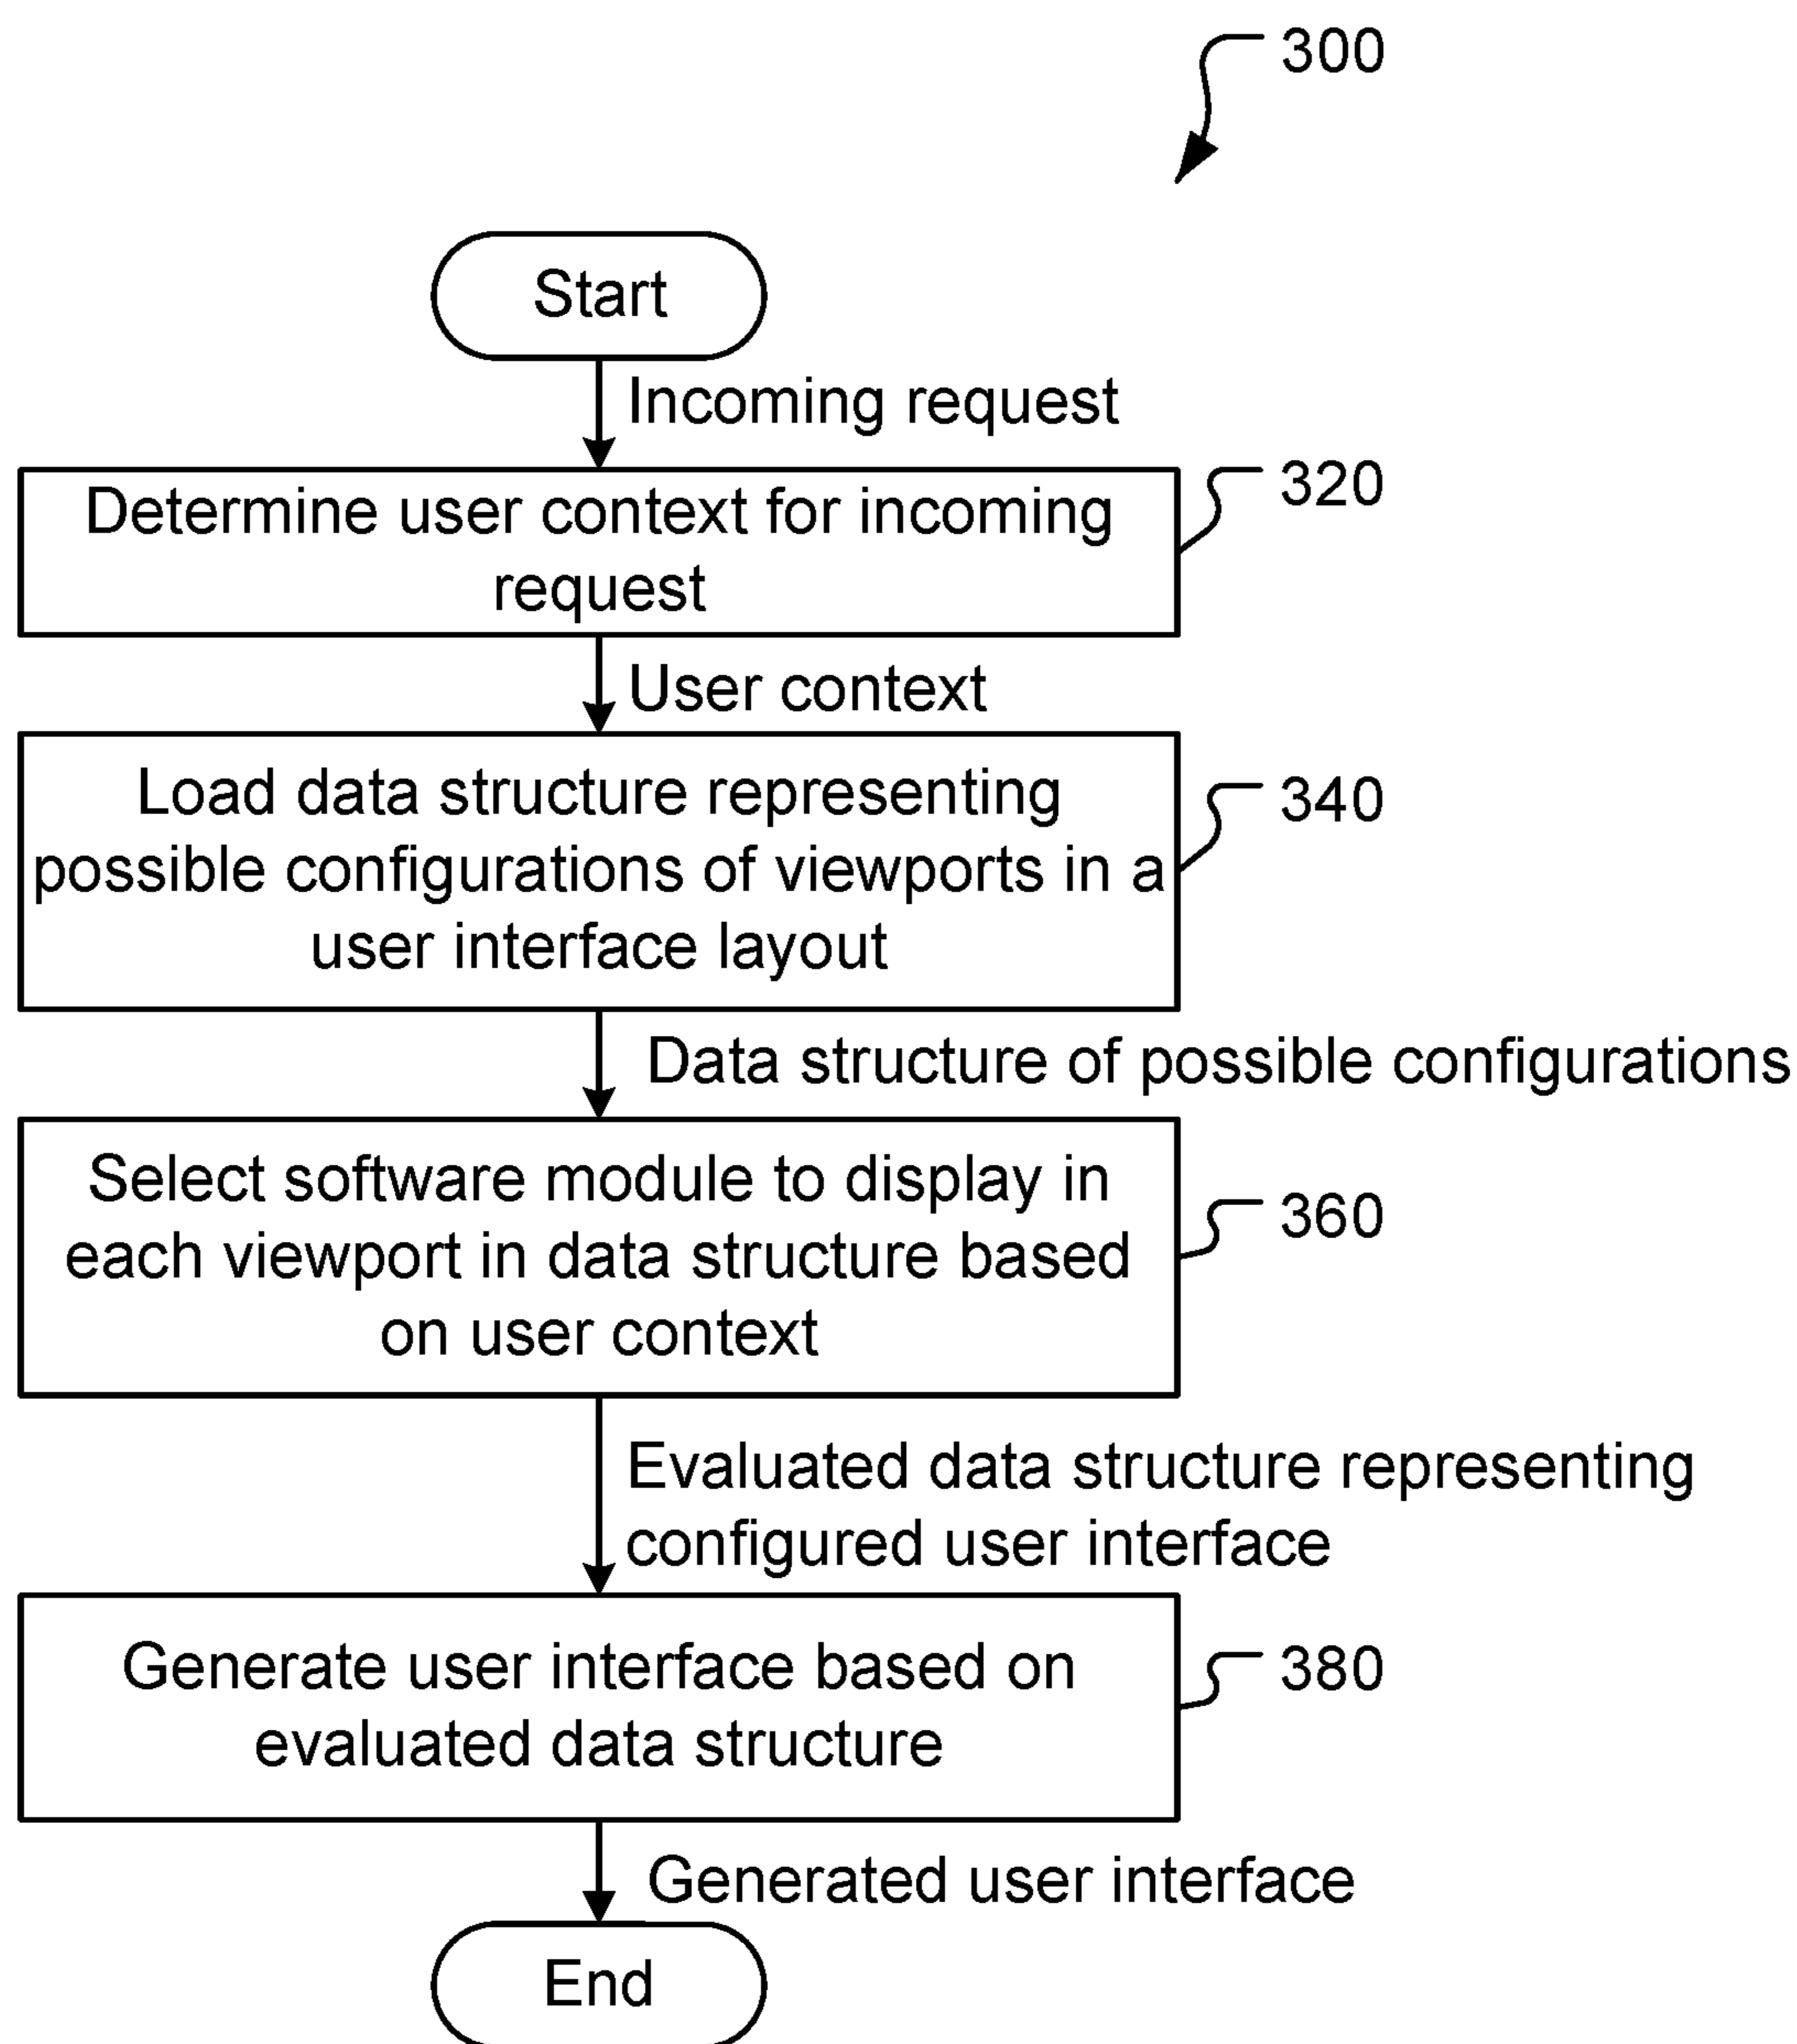 300
Start
Incoming request
Determine user context for incoming
request
320
User context
Load data structure representing
possible configurations of viewports in a
user interface layout
340
Data structure of possible configurations
Select software module to display in
each viewport in data structure based
on user context
360
Evaluated data structure representing
configured user interface
Generate user interface based on
evaluated data structure
380
Generated user interface
End